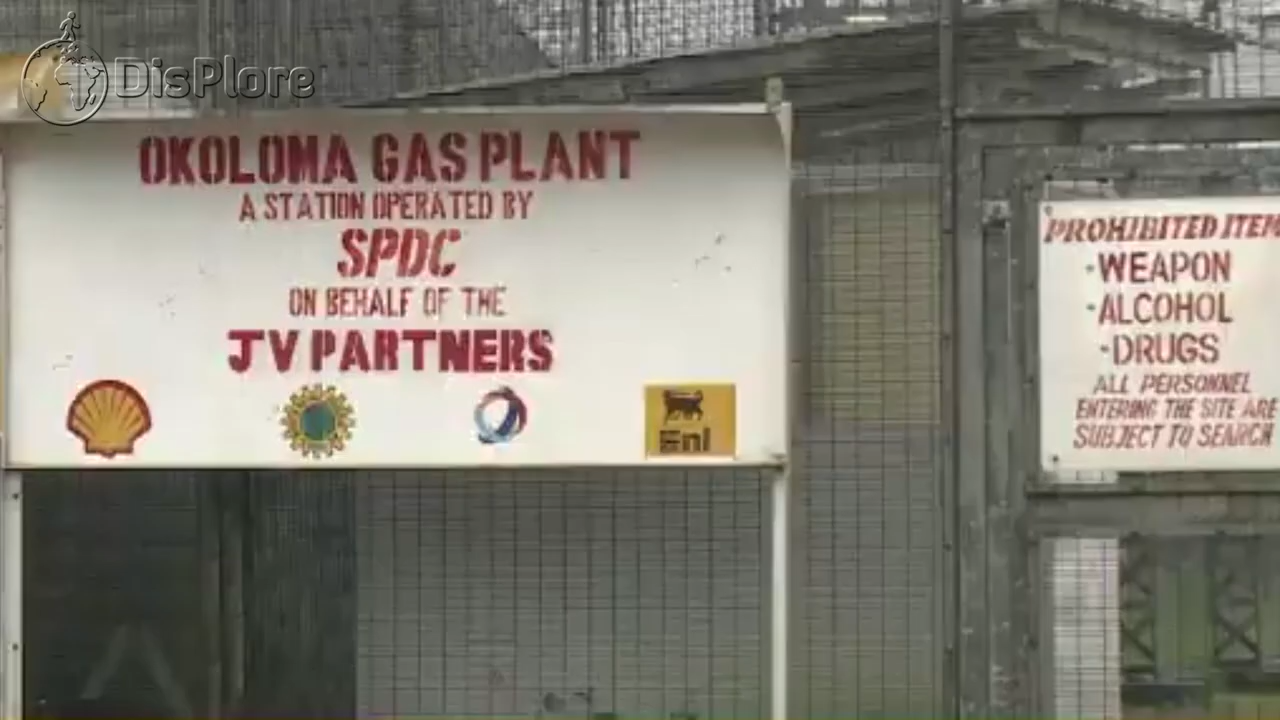 DisPlore
OKOLOMA GAS PLANT
A STATION OPERATED BY
SPDC
ON BEHALF OF THE
JV PARTNERS
EnI
PROHIBITED ITEM
·WEAPON
·ALCOHOL
·DRUGS
ALL PERSONNEL
ENTERING THE SITE ARE
SUBJECT TO SEARCH